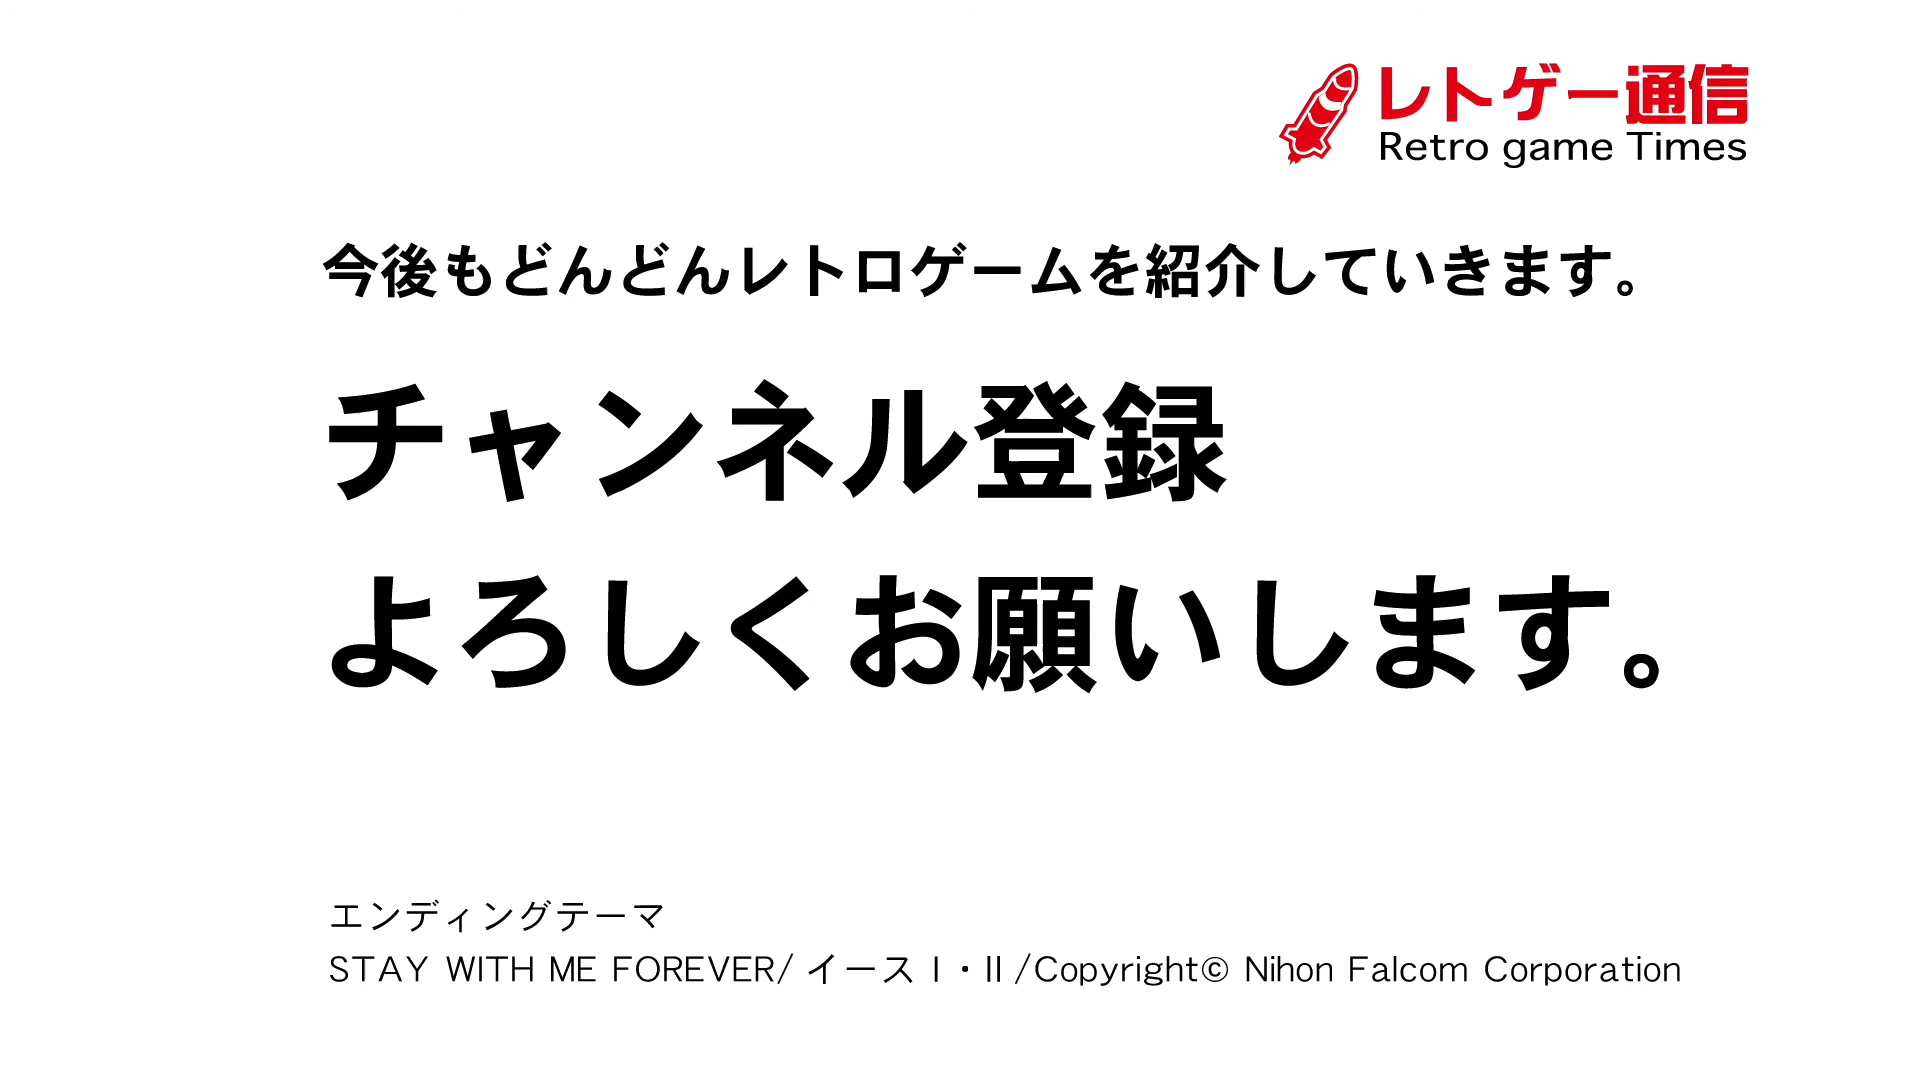 レトゲー通信
Retro game Times
今後もどんどんレトロゲームを紹介していきます。
チャンネル登録
よろしくお願いします。
エンディングテーマ
STAY WITH ME FOREVER/イースⅠ・Ⅱ/Copyright© Nihon Falcom Corporation